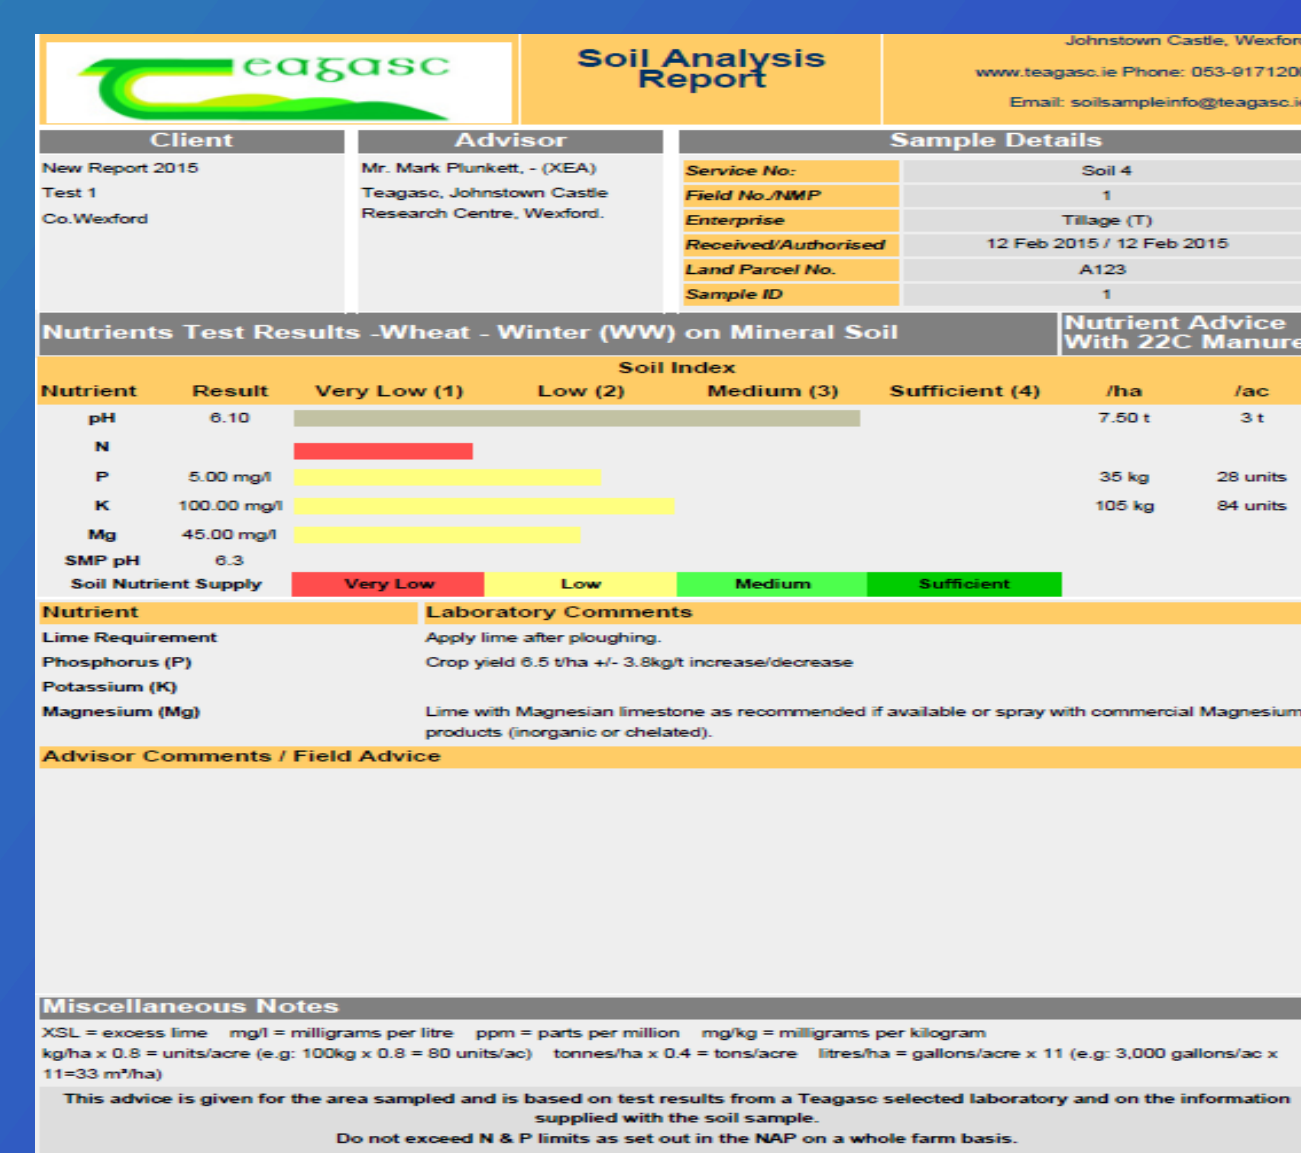 Teagasc
Soil Analysis
Report
Johnstown Castle, Wexford
www.teagasc.ie Phone: 053-9171200
Email: soilsampleinfo@teagasc.ie
Client
Advisor
Sample Details
New Report 2015
Test 1
Co.Wexford
Mr. Mark Plunkett, - (XEA)
Teagasc, Johnstown Castle
Research Centre, Wexford.
Service No: Soil 4
Field No./NMP 1
Enterprise Tillage (T)
Received/Authorised 12 Feb 2015 / 12 Feb 2015
Land Parcel No. A123
Sample ID 1
Nutrients Test Results -Wheat - Winter (WW) on Mineral Soil
Nutrient Advice
With 22C Manure
Soil Index
Nutrient Result Very Low (1) Low (2) Medium (3) Sufficient (4) /ha /ac
pH 6.10 7.50 t 3 t
N
P 5.00 mg/l 35 kg 28 units
K 100.00 mg/l 105 kg 84 units
Mg 45.00 mg/l
SMP pH 6.3
Soil Nutrient Supply Very Low Low Medium Sufficient
Nutrient Laboratory Comments
Lime Requirement Apply lime after ploughing.
Phosphorus (P) Crop yield 6.5 t/ha +/- 3.8kg/t increase/decrease
Potassium (K)
Magnesium (Mg) Lime with Magnesian limestone as recommended if available or spray with commercial Magnesium
products (inorganic or chelated).
Advisor Comments / Field Advice
Miscellaneous Notes
XSL = excess lime mg/l = milligrams per litre ppm = parts per million mg/kg = milligrams per kilogram
kg/ha x 0.8 = units/acre (e.g: 100kg x 0.8 = 80 units/ac) tonnes/ha x 0.4 = tons/acre litres/ha = gallons/acre x 11 (e.g: 3,000 gallons/ac x
11=33 m³/ha)
This advice is given for the area sampled and is based on test results from a Teagasc selected laboratory and on the information
supplied with the soil sample.
Do not exceed N & P limits as set out in the NAP on a whole farm basis.